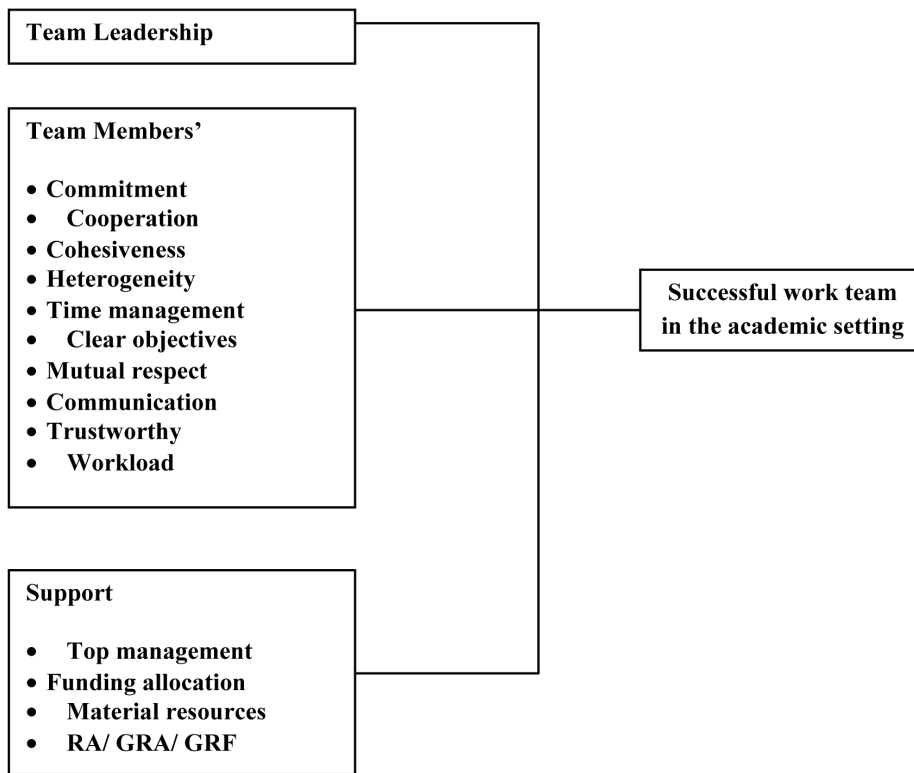 Team Leadership
Team Members’
• Commitment
• Cooperation
• Cohesiveness
• Heterogeneity
• Time management
• Clear objectives
• Mutual respect
• Communication
• Trustworthy
• Workload
Support
• Top management
• Funding allocation
• Material resources
• RA/ GRA/ GRF
Successful work team
in the academic setting